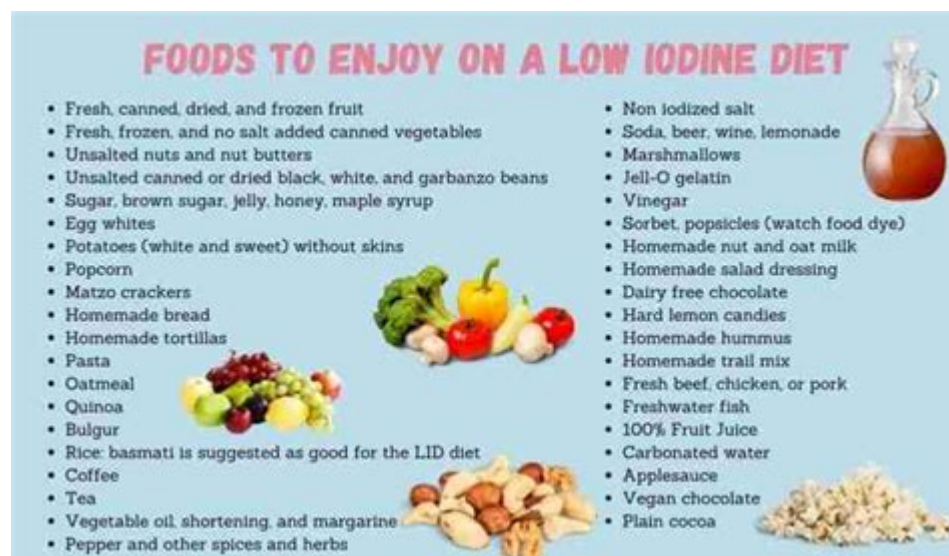 FOODS TO ENJOY ON A LOW IODINE DIET
• Fresh, canned, dried, and frozen fruit
• Fresh, frozen, and no salt added canned vegetables
• Unsalted nuts and nut butters
• Unsalted canned or dried black, white, and garbanzo beans
• Sugar, brown sugar, jelly, honey, maple syrup
• Egg whites
• Potatoes (white and sweet) without skins
• Popcorn
• Matzo crackers
• Homemade bread
• Homemade tortillas
• Pasta
• Oatmeal
• Quinoa
• Bulgur
• Rice: basmati is suggested as good for the LID diet
• Coffee
• Tea
• Vegetable oil, shortening, and margarine
• Pepper and other spices and herbs
• Non iodized salt
• Soda, beer, wine, lemonade
• Marshmallows
• Jell-O gelatin
• Vinegar
• Sorbet, popsicles (watch food dye)
• Homemade nut and oat milk
• Homemade salad dressing
• Dairy free chocolate
• Hard lemon candies
• Homemade hummus
• Homemade trail mix
• Fresh beef, chicken, or pork
• Freshwater fish
• 100% Fruit Juice
• Carbonated water
• Applesauce
• Vegan chocolate
• Plain cocoa